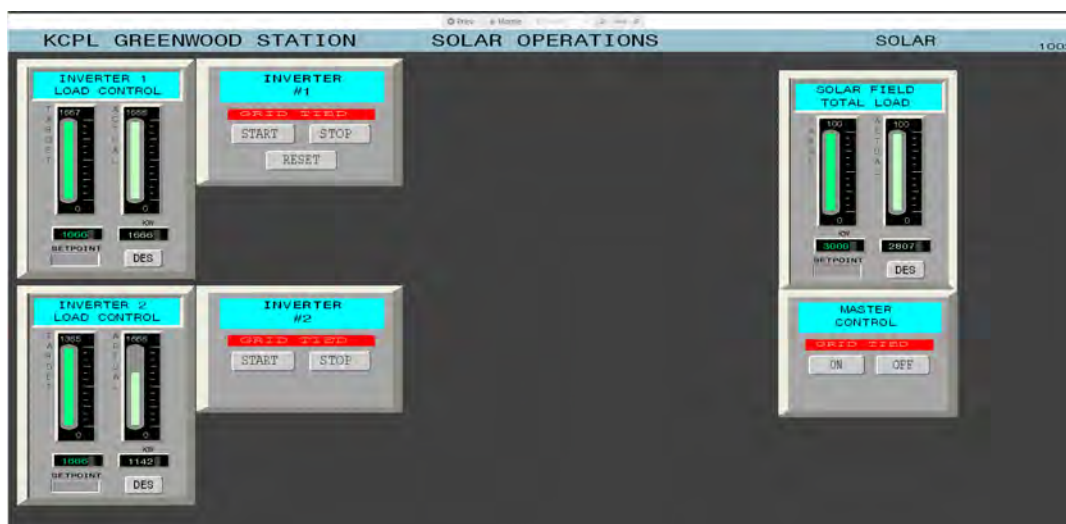 Prev Home
KCPL GREENWOOD STATION SOLAR OPERATIONS SOLAR
INVERTER 1
LOAD CONTROL
TARGET
ACTUAL
1667
1666
0
0
KW
1666
1666
SETPOINT
DES
INVERTER
#1
GRID TIED
START
STOP
RESET
SOLAR FIELD
TOTAL LOAD
ACTUAL
100
100
0
0
KW
3000
2807
SETPOINT
DES
INVERTER 2
LOAD CONTROL
TARGET
ACTUAL
0
0
KW
1666
1142
SETPOINT
DES
INVERTER
#2
GRID TIED
START
STOP
MASTER
CONTROL
GRID TIED
ON
OFF